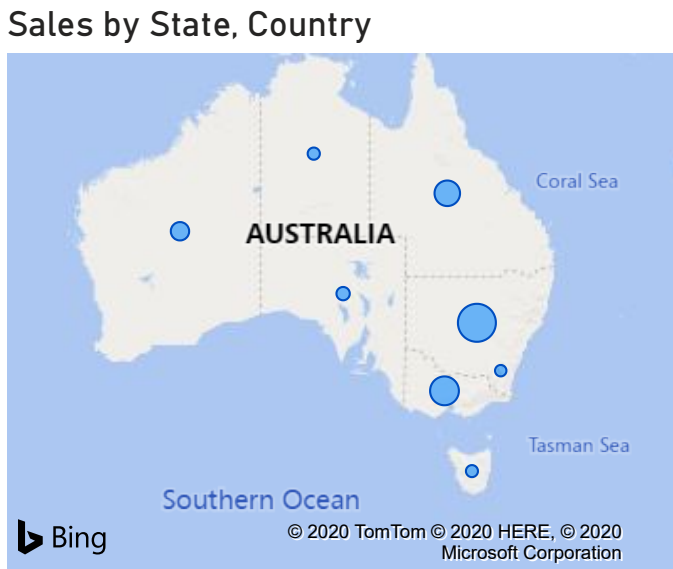 Sales by State, Country
Coral Sea
AUSTRALIA
Tasman Sea
Southern Ocean
Bing
© 2020 TomTom © 2020 HERE, © 2020
Microsoft Corporation